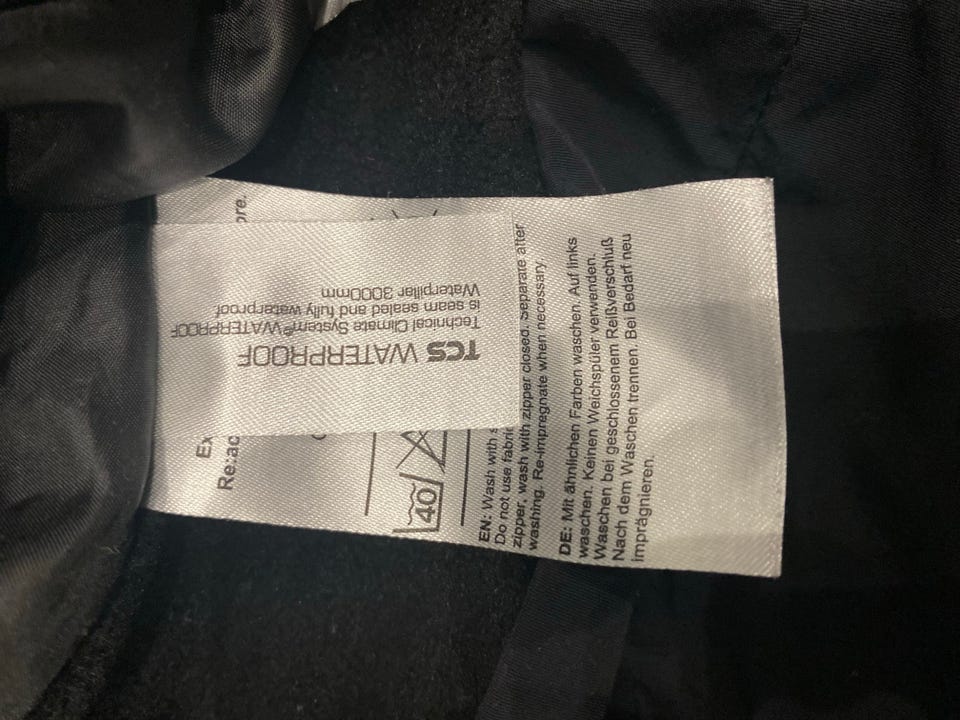 TCS WATERPROOF
Technical Climate System® WATERPROOF
is seam sealed and fully waterproof
Waterpillar 3000mm
Re:ac
40
EN: Wash with
Do not use fabric
zipper, wash with zipper closed. Separate after
washing. Re-impregnate when necessary
DE: Mit ähnlichen Farben waschen. Auf links
waschen. Keinen Weichspüler verwenden.
Waschen bei geschlossenem Reißverschluß
Nach dem Waschen trennen. Bei Bedarf neu
imprägnieren.